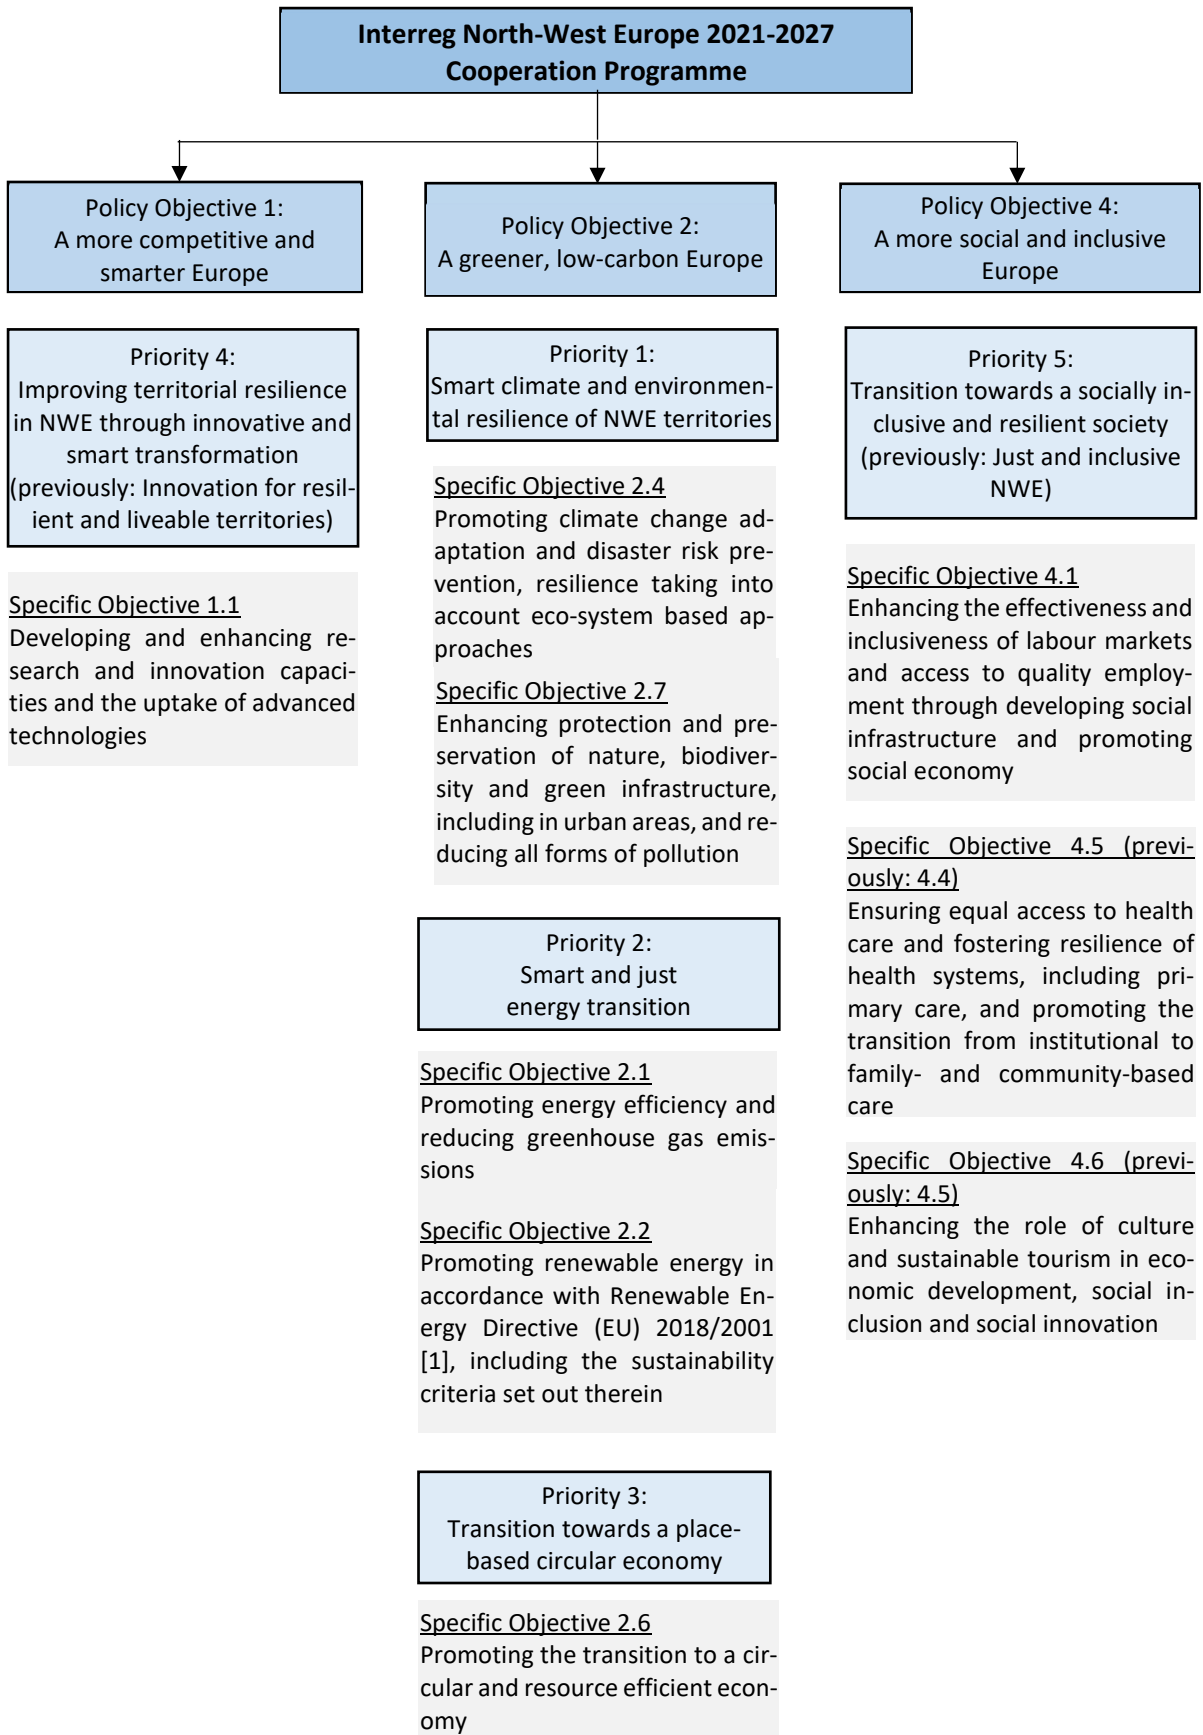 Interreg North-West Europe 2021-2027
Cooperation Programme
Policy Objective 1:
A more competitive and
smarter Europe
Priority 4:
Improving territorial resilience
in NWE through innovative and
smart transformation
(previously: Innovation for resil-
ient and liveable territories)
Specific Objective 1.1
Developing and enhancing re-
search and innovation capaci-
ties and the uptake of advanced
technologies
Policy Objective 2:
A greener, low-carbon Europe
Priority 1:
Smart climate and environmen-
tal resilience of NWE territories
Specific Objective 2.4
Promoting climate change ad-
aptation and disaster risk pre-
vention, resilience taking into
account eco-system based ap-
proaches
Specific Objective 2.7
Enhancing protection and pre-
servation of nature, biodiver-
sity and green infrastructure,
including in urban areas, and re-
ducing all forms of pollution
Priority 2:
Smart and just
energy transition
Specific Objective 2.1
Promoting energy efficiency and
reducing greenhouse gas emis-
sions
Specific Objective 2.2
Promoting renewable energy in
accordance with Renewable En-
ergy Directive (EU) 2018/2001
[1], including the sustainability
criteria set out therein
Priority 3:
Transition towards a place-
based circular economy
Specific Objective 2.6
Promoting the transition to a cir-
cular and resource efficient econ-
omy
Policy Objective 4:
A more social and inclusive
Europe
Priority 5:
Transition towards a socially in-
clusive and resilient society
(previously: Just and inclusive
NWE)
Specific Objective 4.1
Enhancing the effectiveness and
inclusiveness of labour markets
and access to quality employ-
ment through developing social
infrastructure and promoting
social economy
Specific Objective 4.5 (previ-
ously: 4.4)
Ensuring equal access to health
care and fostering resilience of
health systems, including pri-
mary care, and promoting the
transition from institutional to
family- and community-based
care
Specific Objective 4.6 (previ-
ously: 4.5)
Enhancing the role of culture
and sustainable tourism in eco-
nomic development, social in-
clusion and social innovation